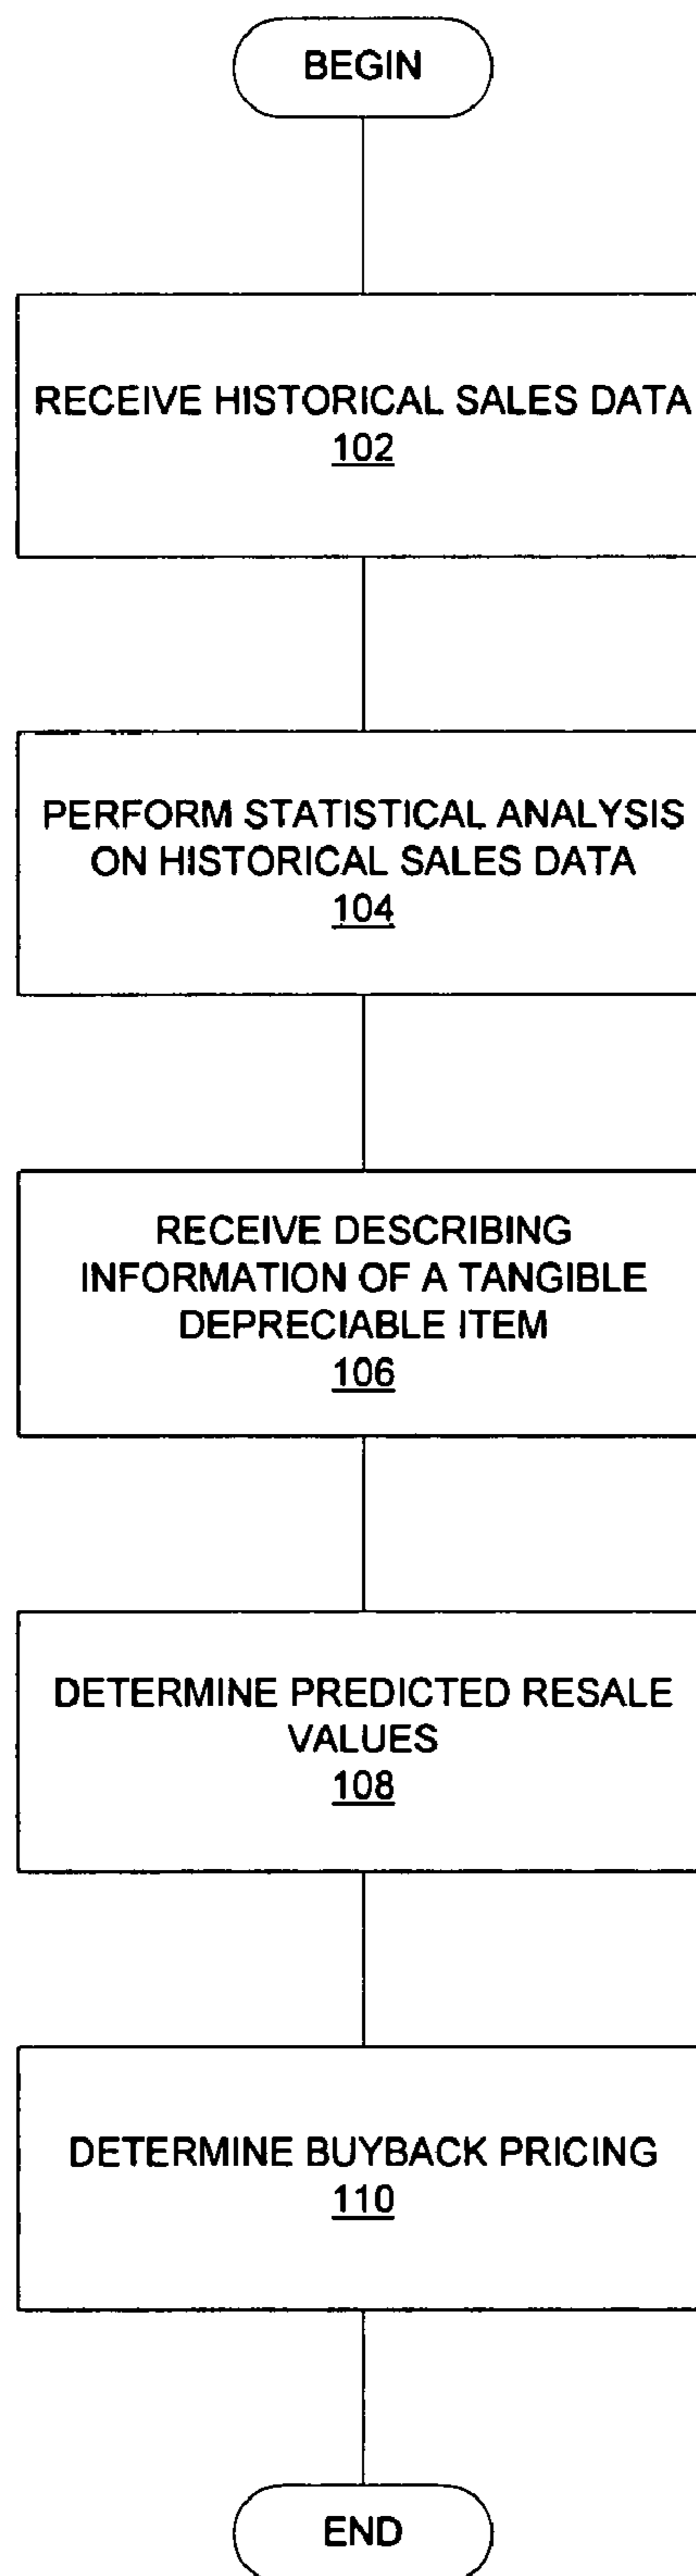 BEGIN
RECEIVE HISTORICAL SALES DATA
102
PERFORM STATISTICAL ANALYSIS
ON HISTORICAL SALES DATA
104
RECEIVE DESCRIBING
INFORMATION OF A TANGIBLE
DEPRECIABLE ITEM
106
DETERMINE PREDICTED RESALE
VALUES
108
DETERMINE BUYBACK PRICING
110
END